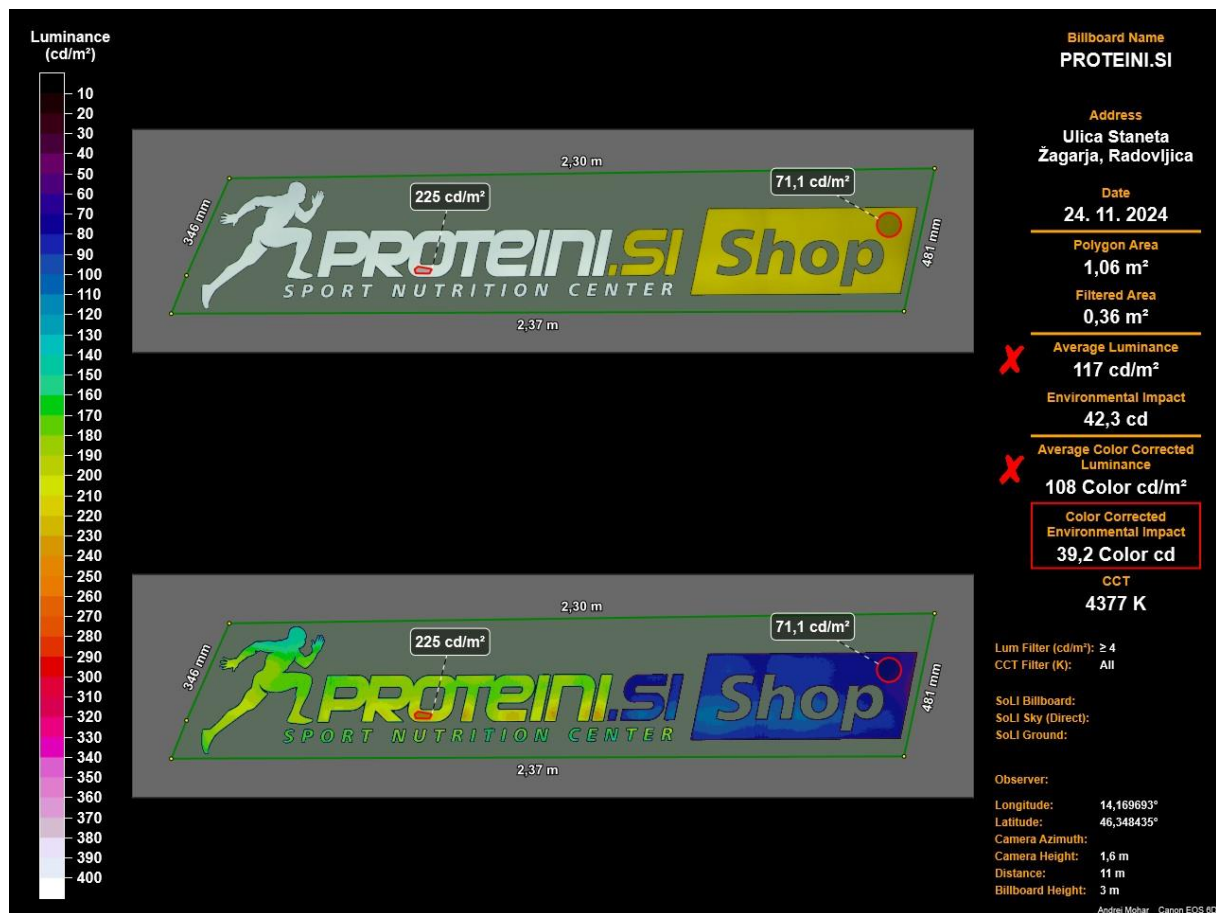 Luminance
(cd/m²)
10
20
30
40
50
60
70
80
90
100
110
120
130
140
150
160
170
180
190
200
210
220
230
240
250
260
270
280
290
300
310
320
330
340
350
360
370
380
390
400
2,30 m
346 mm
225 cd/m²
71,1 cd/m²
481 mm
PROTEINI.SI Shop
SPORT NUTRITION CENTER
2,37 m
2,30 m
346 mm
225 cd/m²
71,1 cd/m²
481 mm
PROTEINI.SI Shop
SPORT NUTRITION CENTER
2,37 m
Billboard Name
PROTEINI.SI
Address
Ulica Staneta
Žagarja, Radovljica
Date
24. 11. 2024
Polygon Area
1,06 m²
Filtered Area
0,36 m²
Average Luminance
117 cd/m²
Environmental Impact
42,3 cd
Average Color Corrected
Luminance
108 Color cd/m²
Color Corrected
Environmental Impact
39,2 Color cd
CCT
4377 K
Lum Filter (cd/m²): ≥ 4
CCT Filter (K): All
SoLI Billboard:
SoLI Sky (Direct):
SoLI Ground:
Observer:
Longitude: 14,169693°
Latitude: 46,348435°
Camera Azimuth:
Camera Height: 1,6 m
Distance: 11 m
Billboard Height: 3 m
Andrej Mohar Canon EOS 6D